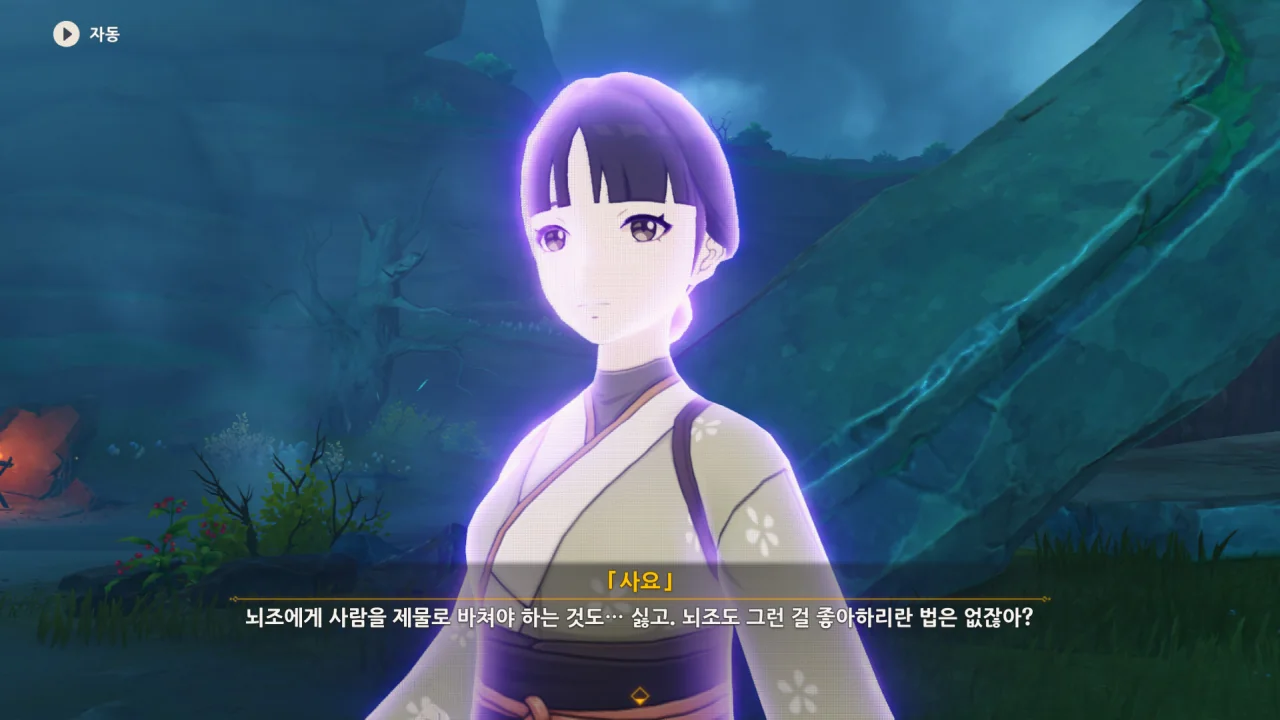 자동
「사요」
뇌조에게 사람을 제물로 바쳐야 하는 것도… 싫고. 뇌조도 그런 걸 좋아하리란 법은 없잖아?